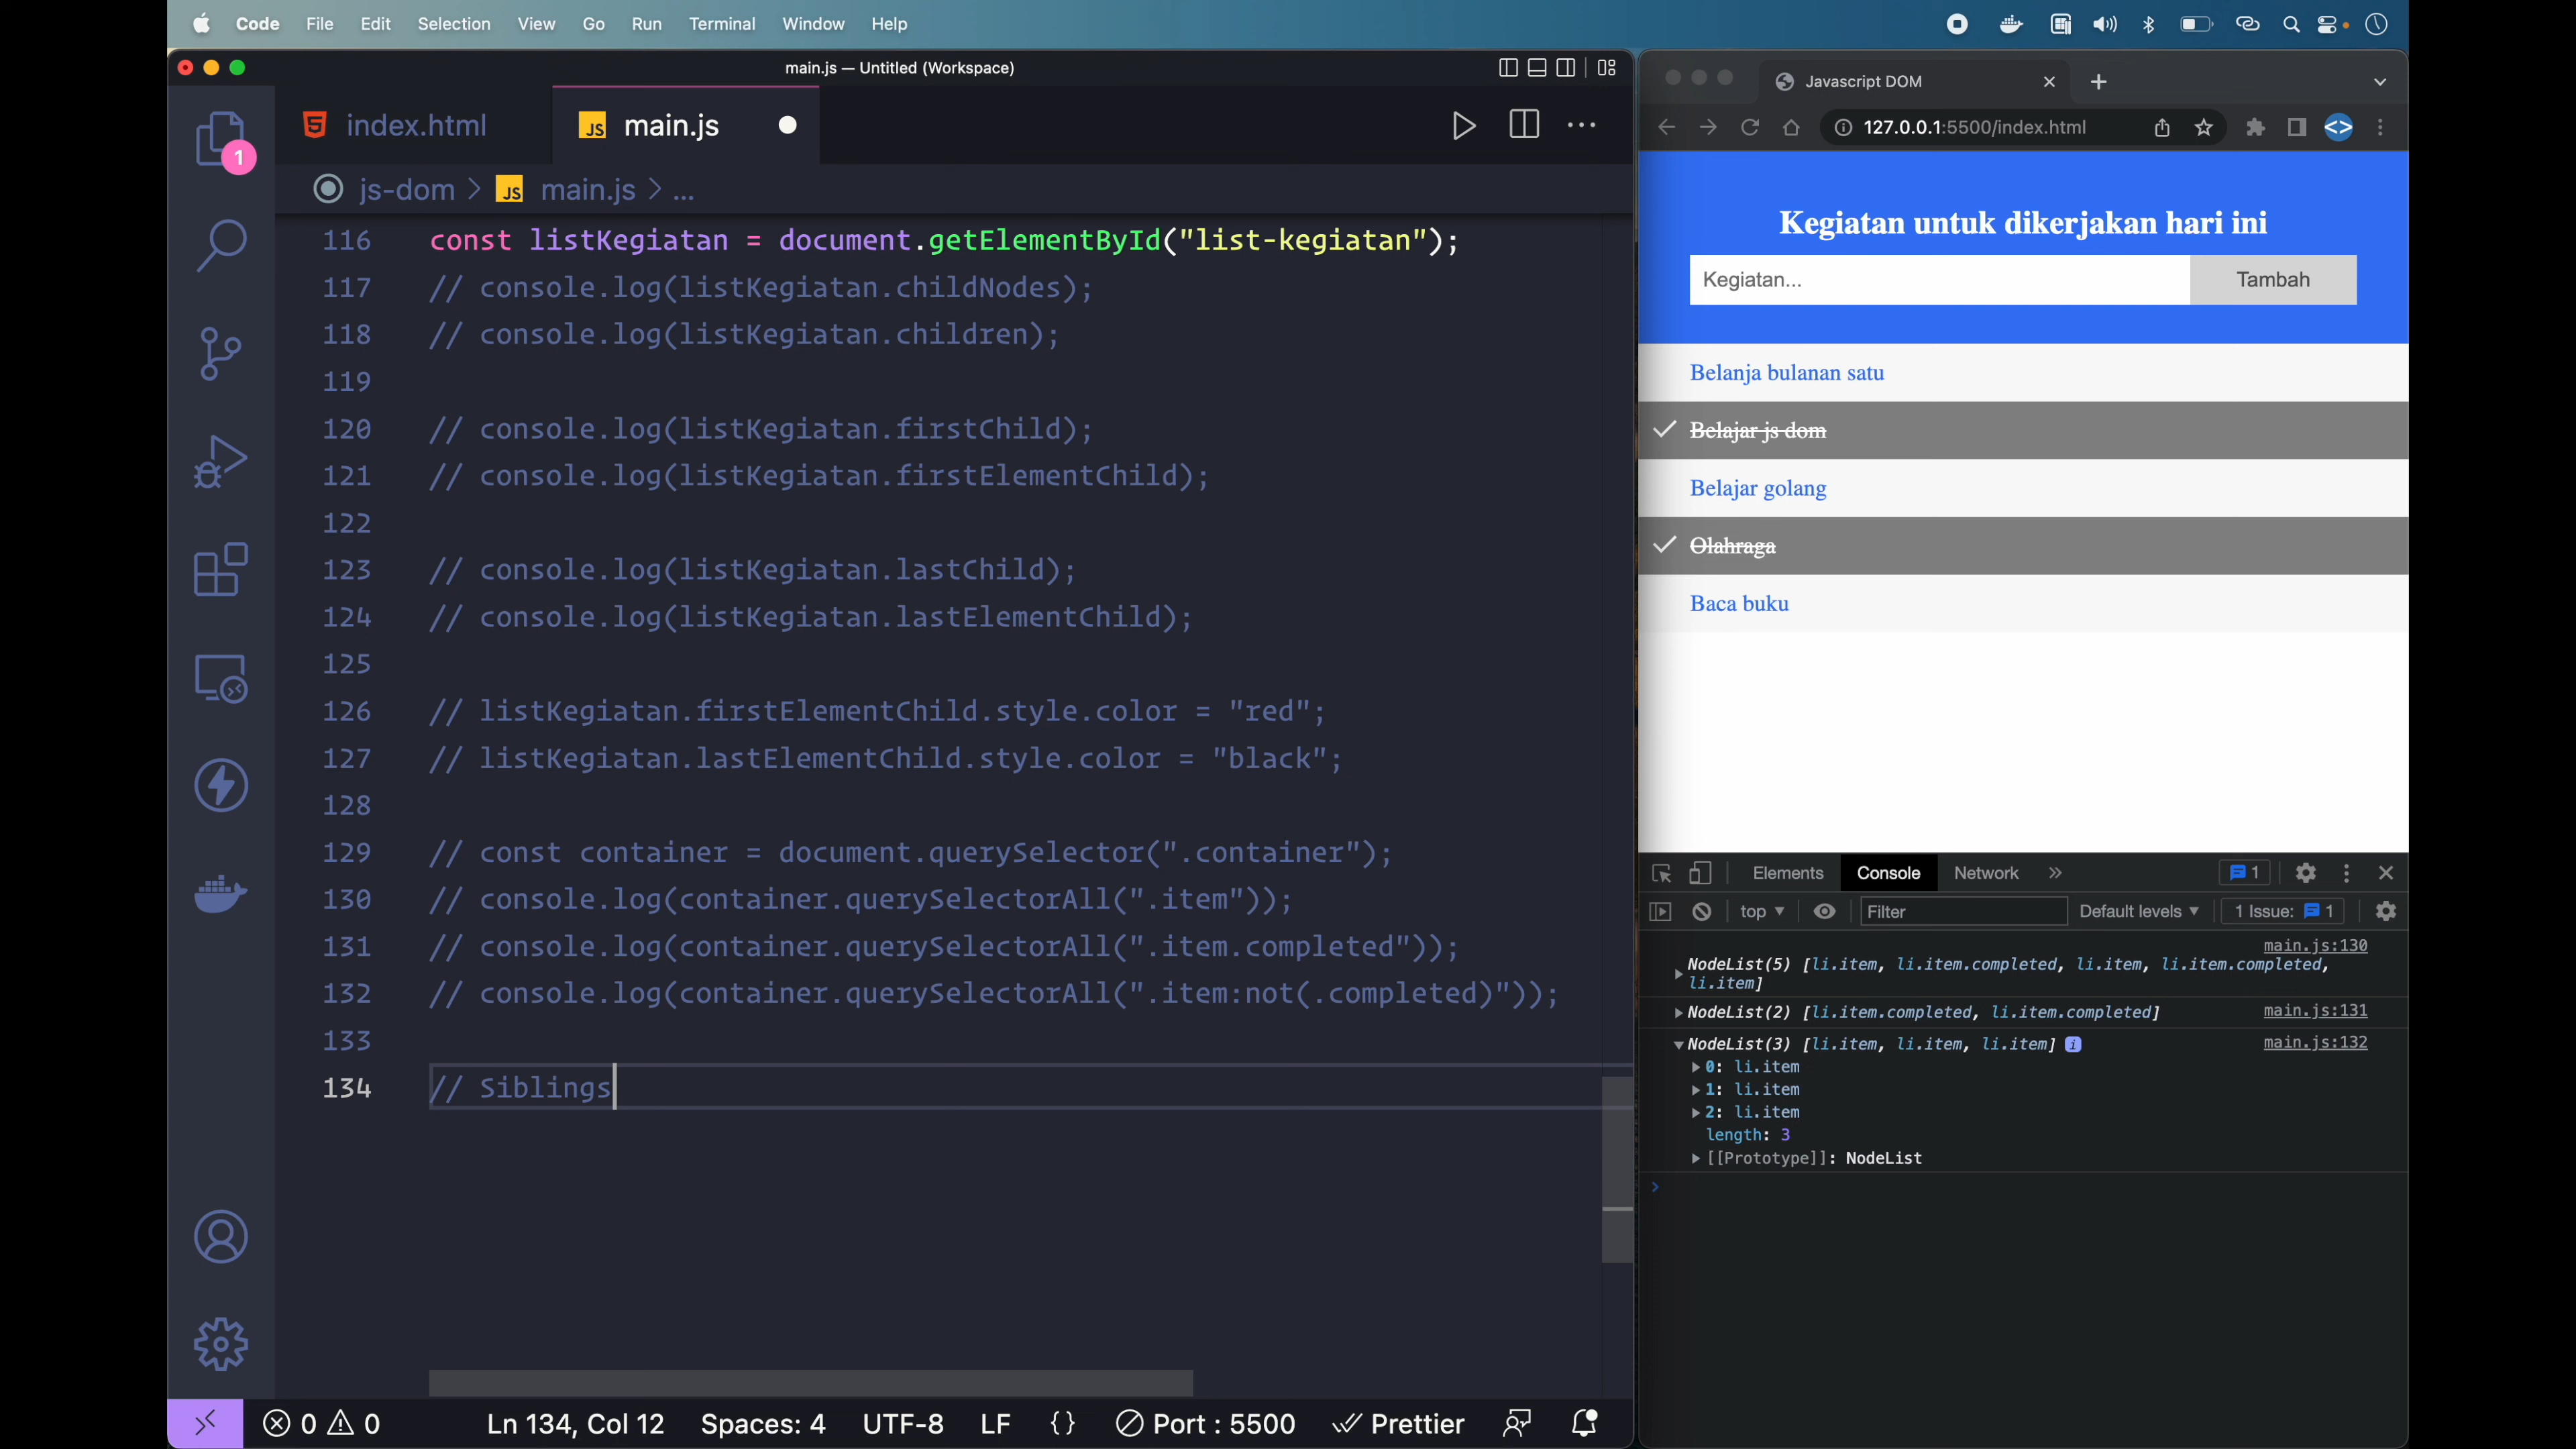 Code File Edit Selection View Go Run Terminal Window Help
main.js — Untitled (Workspace)
1
index.html
JS main.js
js-dom > JS main.js > ...
116 const listKegiatan = document.getElementById("list-kegiatan");
117 // console.log(listKegiatan.childNodes);
118 // console.log(listKegiatan.children);
119
120 // console.log(listKegiatan.firstChild);
121 // console.log(listKegiatan.firstElementChild);
122
123 // console.log(listKegiatan.lastChild);
124 // console.log(listKegiatan.lastElementChild);
125
126 // listKegiatan.firstElementChild.style.color = "red";
127 // listKegiatan.lastElementChild.style.color = "black";
128
129 // const container = document.querySelector(".container");
130 // console.log(container.querySelectorAll(".item"));
131 // console.log(container.querySelectorAll(".item.completed"));
132 // console.log(container.querySelectorAll(".item:not(.completed)"));
133
134 // Siblings
0 0 Ln 134, Col 12 Spaces: 4 UTF-8 LF {} Port : 5500 Prettier
Javascript DOM
127.0.0.1:5500/index.html
Kegiatan untuk dikerjakan hari ini
Kegiatan... Tambah
Belanja bulanan satu
Belajar js dom
Belajar golang
Olahraga
Baca buku
Elements Console Network » 1
top ▼ Filter Default levels ▼ 1 Issue: 1
main.js:130
NodeList(5) [li.item, li.item.completed, li.item, li.item.completed,
li.item]
NodeList(2) [li.item.completed, li.item.completed] main.js:131
NodeList(3) [li.item, li.item, li.item] i main.js:132
0: li.item
1: li.item
2: li.item
length: 3
[[Prototype]]: NodeList